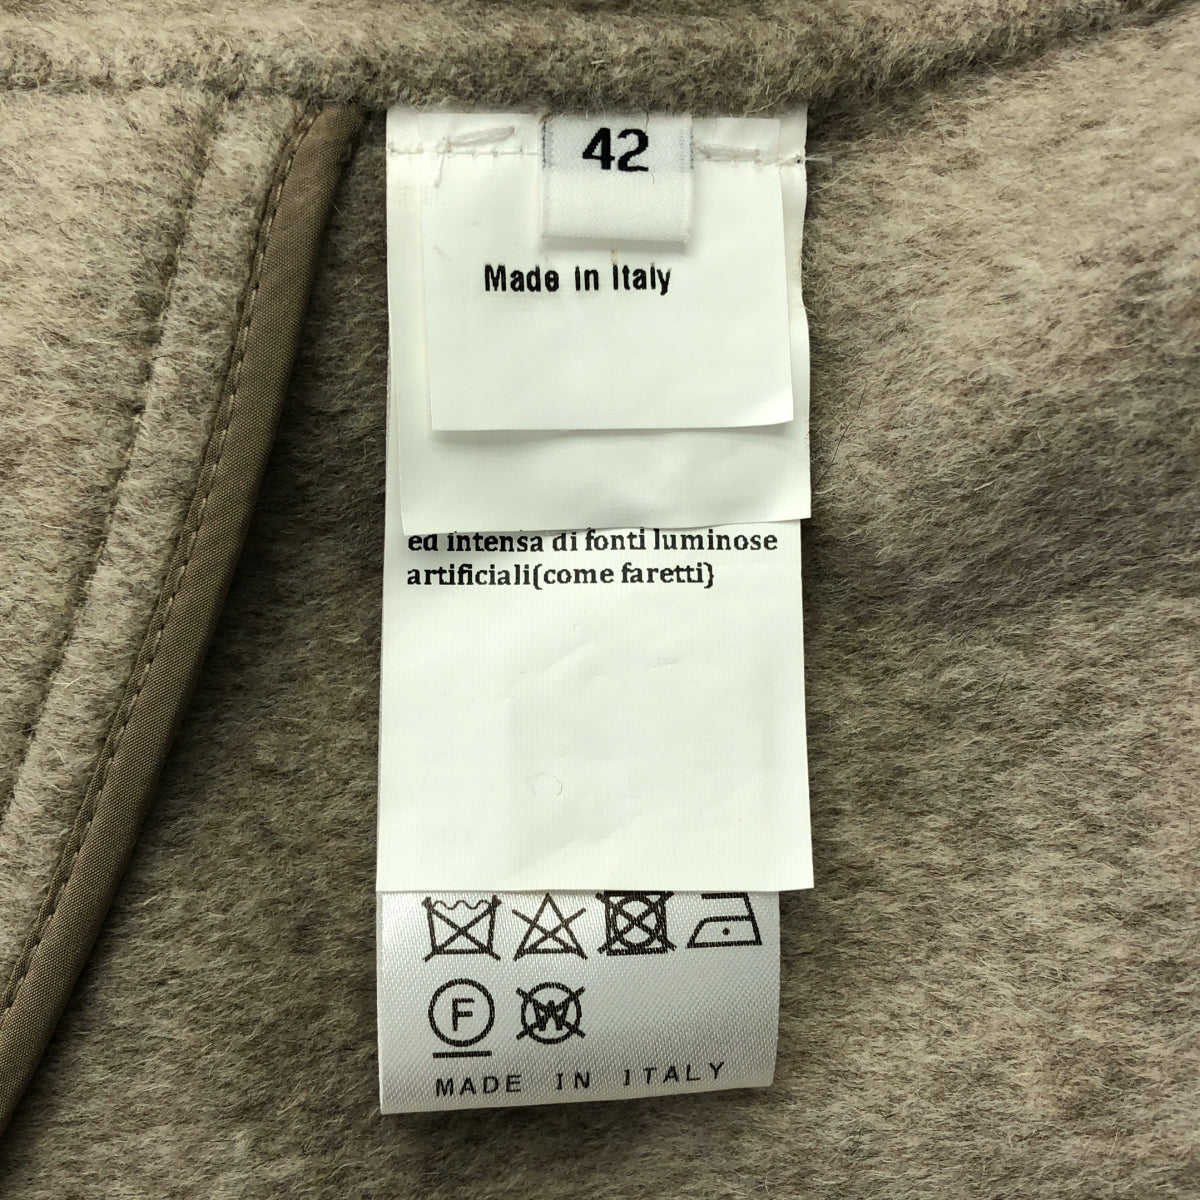 42
Made in Italy
ed intensa di fonti luminose
artificiali(come faretti)
F
W
MADE IN ITALY